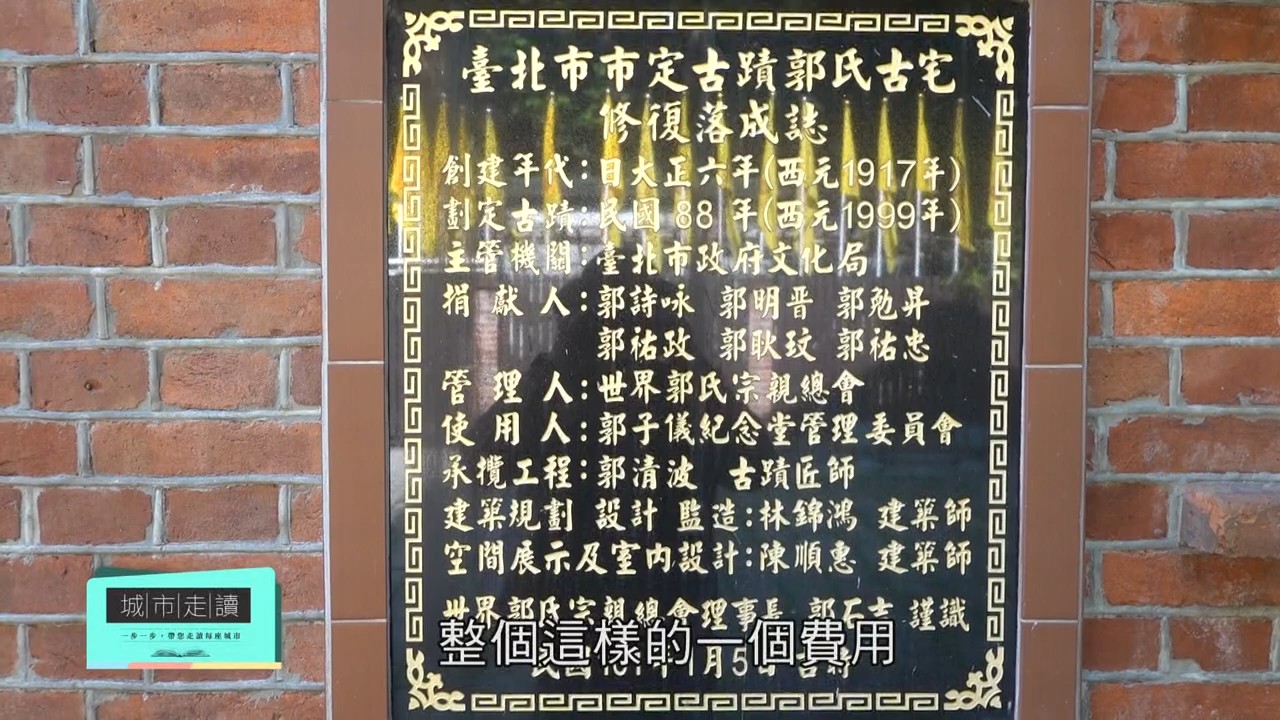 臺北市市定古蹟郭氏古宅
修復落成誌
創建年代:日大正六年(西元1917年)
劃定古蹟:民國 88 年(西元1999年)
主管機關:臺北市政府文化局
捐獻人:郭詩咏 郭明晋 郭勉昇
郭祐政 郭耿玟 郭祐忠
管理人:世界郭氏宗親總會
使用人:郭子儀紀念堂管理委員會
承攬工程:郭清波 古蹟匠師
建築規劃 設計 監造:林錦鴻 建築師
空間展示及室內設計:陳順惠 建築師
世界郭氏宗親總會理事長 郭石吉 謹識
整個這樣的一個費用
城市走讀
一步一步,帶您走讀每座城市